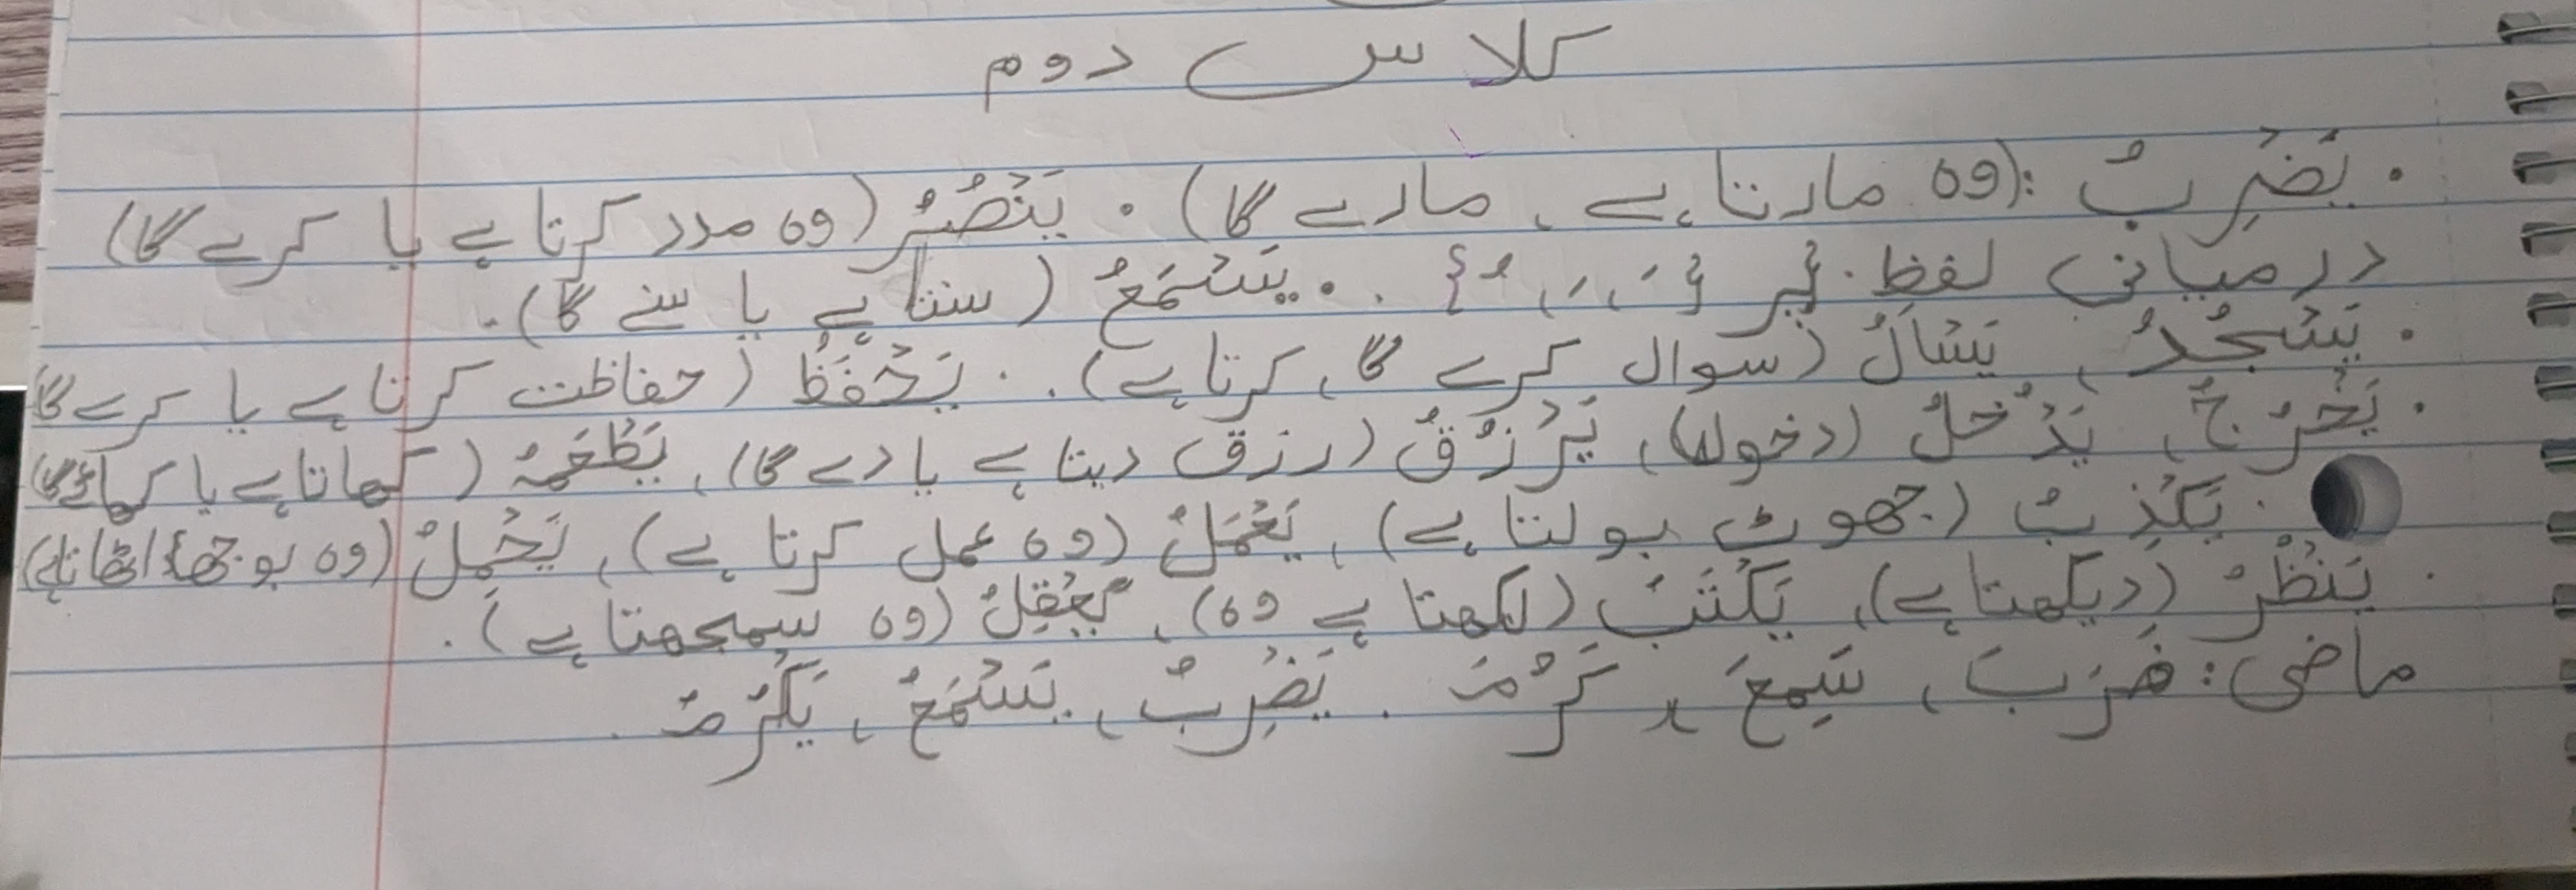 کلاس دوم
. یَضْرِبُ :(وہ مارتا ہے، مارے گا) . یَنْصُرُ (وہ مدد کرتا ہے یا کرے گا)
درمیانی لفظ پر { ِ ، َ ، ُ } . . یَسْمَعُ ( سنتا ہے یا سنے گا).
. یَسْجُدُ ، یَسْاَلُ (سوال کرے گا، کرتا ہے) . . یَحْفَظُ ( حفاظت کرتا ہے یا کرے گا
. یَخْرُجُ، یَدْخُلُ (دخولہ)، یَرْزُقُ (رزق دیتا ہے یا دے گا)، یَطْعَمُ ( کھاتا ہے یا کھائے گا)
. یَکْذِبُ (جھوٹ بولتا ہے)، یَعْمَلُ (وہ عمل کرتا ہے)، یَحْمِلُ (وہ بوجھ اٹھاتا ہے)
. یَنْظُرُ (دیکھتا ہے)، یَکْتُبُ (لکھتا ہے وہ)، یَعْقِلُ (وہ سمجھتا ہے).
ماضی: ضَرَبَ ، سَمِعَ ، کَرُمَ . یَضْرِبُ ، یَسْمَعُ ، یَکْرُمُ .